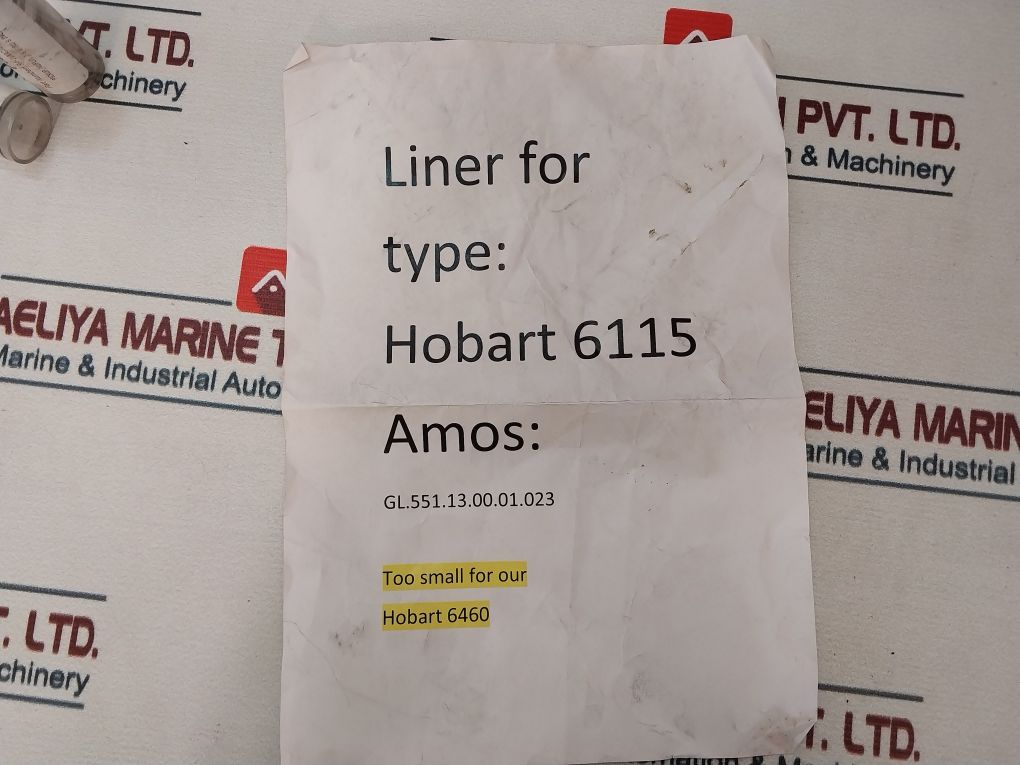 T. LTD.
chinery
PVT. LTD.
& Machinery
Liner for
type:
Hobart 6115
Amos:
GL.551.13.00.01.023
Too small for our
Hobart 6460
AELIYA MARINE T
Marine & Industrial Auto
ELIYA MARIN
arine & Industrial
T. LTD.
chinery
T. LTD.